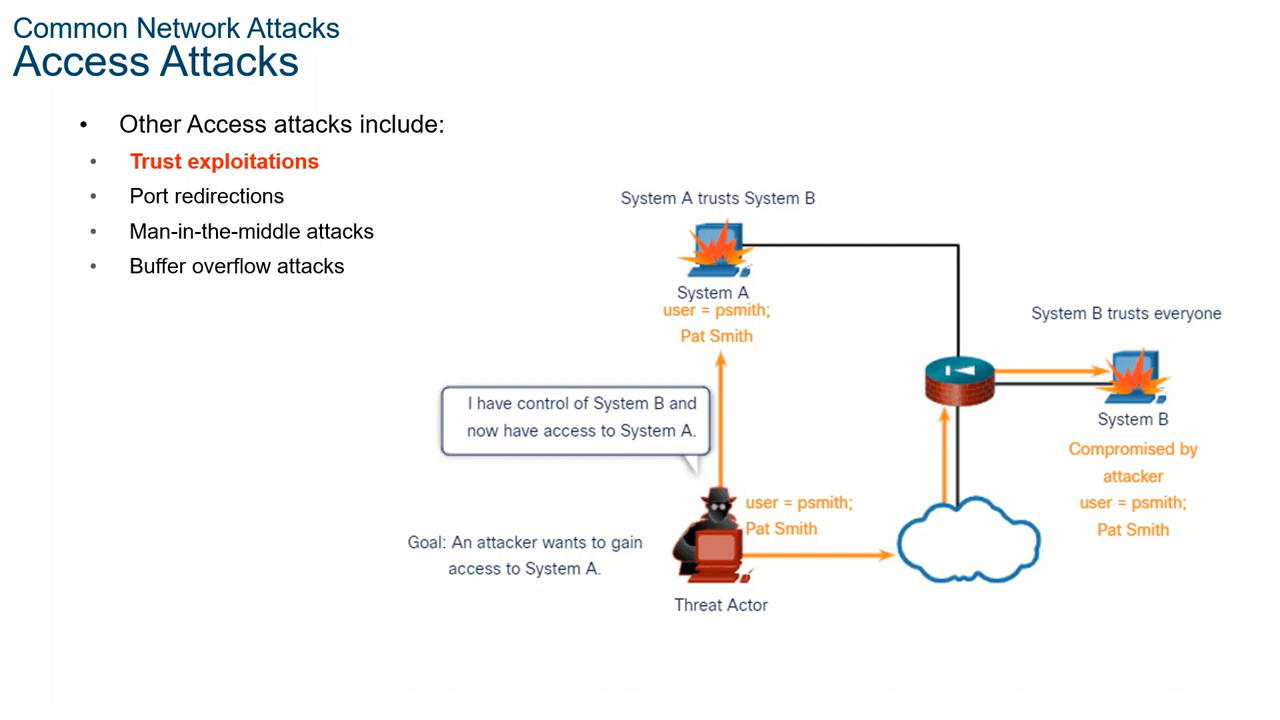 Common Network Attacks
Access Attacks
• Other Access attacks include:
• Trust exploitations
• Port redirections
• Man-in-the-middle attacks
• Buffer overflow attacks
System A trusts System B
System A
user = psmith;
Pat Smith
System B trusts everyone
System B
Compromised by
attacker
user = psmith;
Pat Smith
I have control of System B and
now have access to System A.
user = psmith;
Pat Smith
Goal: An attacker wants to gain
access to System A.
Threat Actor